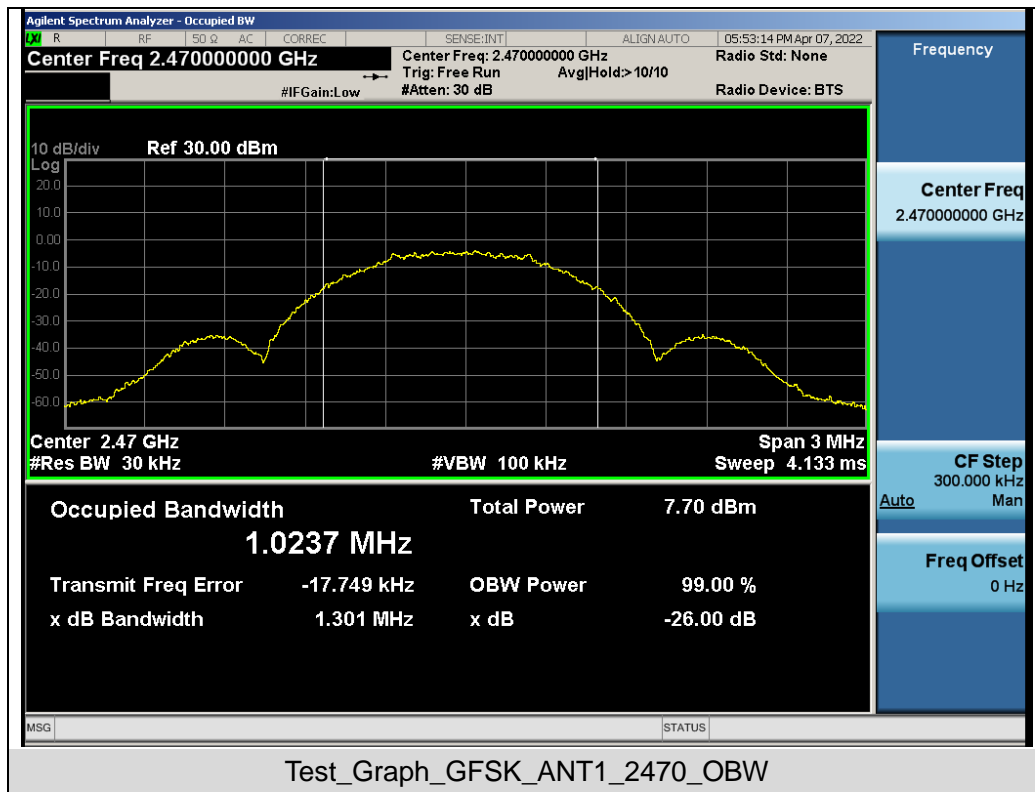 Agilent Spectrum Analyzer - Occupied BW
LXI R RF 50 Ω AC CORREC SENSE:INT ALIGN AUTO 05:53:14 PM Apr 07, 2022
Center Freq 2.470000000 GHz
Center Freq: 2.470000000 GHz Radio Std: None
Trig: Free Run Avg|Hold:>10/10
#IFGain:Low #Atten: 30 dB Radio Device: BTS
10 dB/div Ref 30.00 dBm
Log
20.0
10.0
0.00
-10.0
-20.0
-30.0
-40.0
-50.0
-60.0
Center 2.47 GHz Span 3 MHz
#Res BW 30 kHz #VBW 100 kHz Sweep 4.133 ms
Occupied Bandwidth Total Power 7.70 dBm
1.0237 MHz
Transmit Freq Error -17.749 kHz OBW Power 99.00 %
x dB Bandwidth 1.301 MHz x dB -26.00 dB
MSG STATUS
Frequency
Center Freq
2.470000000 GHz
CF Step
300.000 kHz
Auto Man
Freq Offset
0 Hz
Test_Graph_GFSK_ANT1_2470_OBW